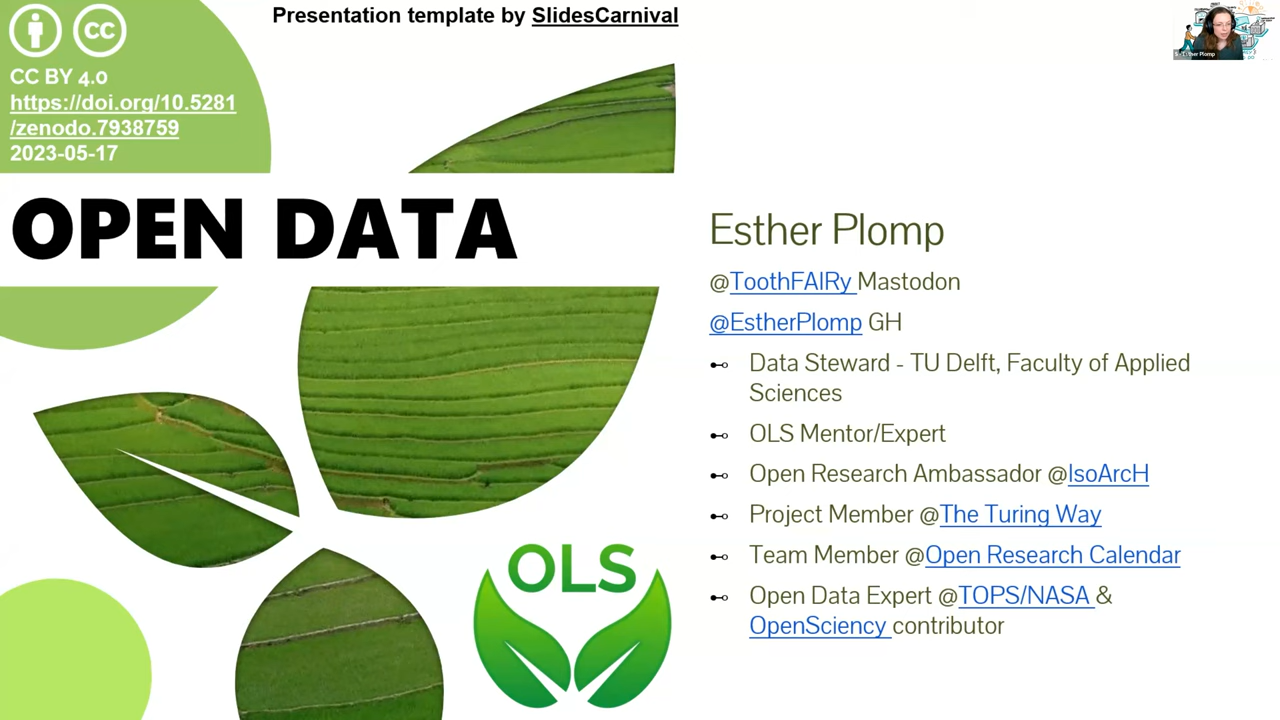 Presentation template by SlidesCarnival
CC
CC BY 4.0
https://doi.org/10.5281
/zenodo.7938759
2023-05-17
OPEN DATA
OLS
Esther Plomp
@ToothFAIRy Mastodon
@EstherPlomp GH
Data Steward - TU Delft, Faculty of Applied
Sciences
OLS Mentor/Expert
Open Research Ambassador @IsoArcH
Project Member @The Turing Way
Team Member @Open Research Calendar
Open Data Expert @TOPS/NASA &
OpenSciency contributor
Esther Plomp